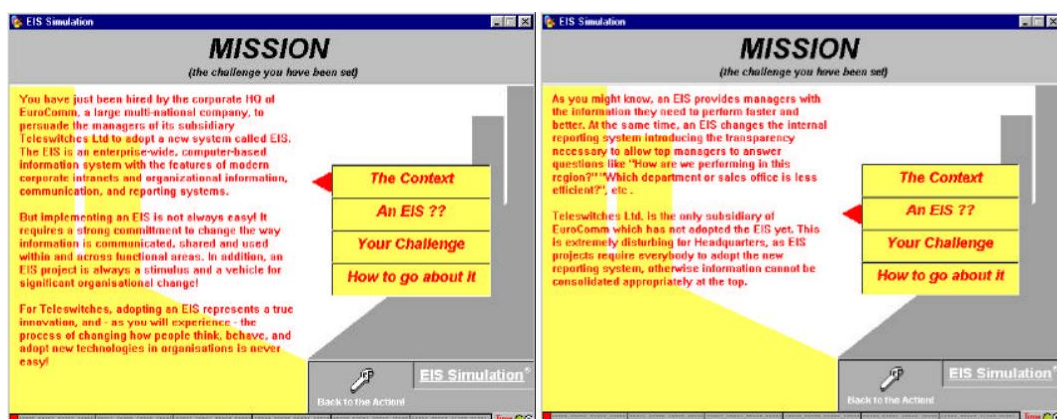 EIS Simulation
MISSION
(the challenge you have been set)
You have just been hired by the corporate HQ of
EuroComm, a large multi-national company, to
persuade the managers of its subsidiary
Teleswitches Ltd to adopt a new system called EIS.
The EIS is an enterprise-wide, computer-based
information system with the features of modern
corporate intranets and organizational information,
communication, and reporting systems.
But implementing an EIS is not always easy! It
requires a strong commitment to change the way
information is communicated, shared and used
within and across functional areas. In addition, an
EIS project is always a stimulus and a vehicle for
significant organisational change!
For Teleswitches, adopting an EIS represents a true
innovation, and - as you will experience - the
process of changing how people think, behave, and
adopt new technologies in organisations is never
easy!
The Context
An EIS ??
Your Challenge
How to go about it
Back to the Action!
EIS Simulation®
Time
EIS Simulation
MISSION
(the challenge you have been set)
As you might know, an EIS provides managers with
the information they need to perform faster and
better. At the same time, an EIS changes the internal
reporting system introducing the transparency
necessary to allow top managers to answer
questions like "How are we performing in this
region?" "Which department or sales office is less
efficient?", etc .
Teleswitches Ltd. is the only subsidiary of
EuroComm which has not adopted the EIS yet. This
is extremely disturbing for Headquarters, as EIS
projects require everybody to adopt the new
reporting system, otherwise information cannot be
consolidated appropriately at the top.
The Context
An EIS ??
Your Challenge
How to go about it
Back to the Action!
EIS Simulation®
Time